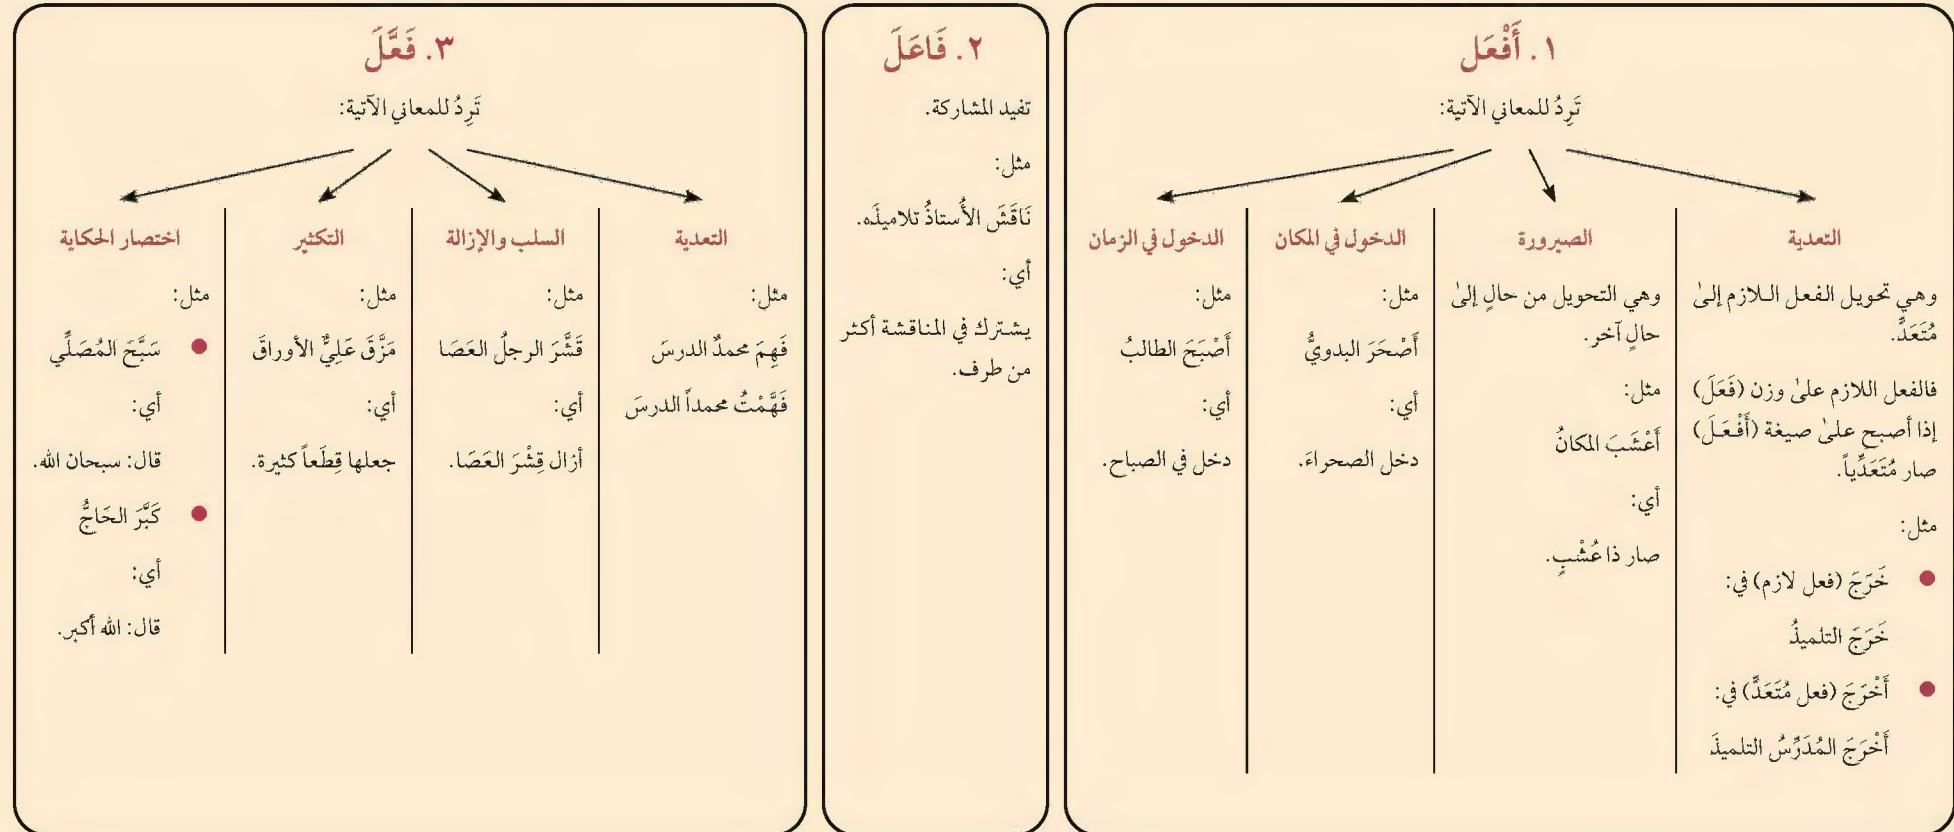 ١. أَفْعَل
تَرِدُ للمعاني الآتية:
التعدية
وهي تحويل الفعل الـلازم إلىٰ
مُتَعَدٍّ.
فالفعل اللازم علىٰ وزن (فَعَلَ)
إذا أصبح علىٰ صيغة (أَفْعَـلَ)
صار مُتَعَدِّياً.
مثل:
● خَرَجَ (فعل لازم) في:
خَرَجَ التلميذُ
● أَخْرَجَ (فعل مُتَعَدٍّ) في:
أَخْرَجَ المُدَرِّسُ التلميذَ
الصيرورة
وهي التحويل من حالٍ إلىٰ
حالٍ آخر.
مثل:
أَعْشَبَ المكانُ
أي:
صار ذا عُشْبٍ.
الدخول في المكان
مثل:
أَصْحَرَ البدويُّ
أي:
دخل الصحراءَ.
الدخول في الزمان
مثل:
أَصْبَحَ الطالبُ
أي:
دخل في الصباح.
٢. فَاعَلَ
تفيد المشاركة.
مثل:
نَاقَشَ الأُستاذُ تلاميذَه.
أي:
يشـترك في المناقشة أكثر
من طرف.
٣. فَعَّلَ
تَرِدُ للمعاني الآتية:
التعدية
مثل:
فَهِمَ محمدٌ الدرسَ
فَهَّمْتُ محمداً الدرسَ
السلب والإزالة
مثل:
قَشَّرَ الرجلُ العَصَا
أي:
أزال قِشْرَ العَصَا.
التكثير
مثل:
مَزَّقَ عَلِيٌّ الأوراقَ
أي:
جعلها قِطَعاً كثيرة.
اختصار الحكاية
مثل:
● سَبَّحَ المُصَلِّي
أي:
قال: سبحان الله.
● كَبَّرَ الحَاجُّ
أي:
قال: الله أكبر.